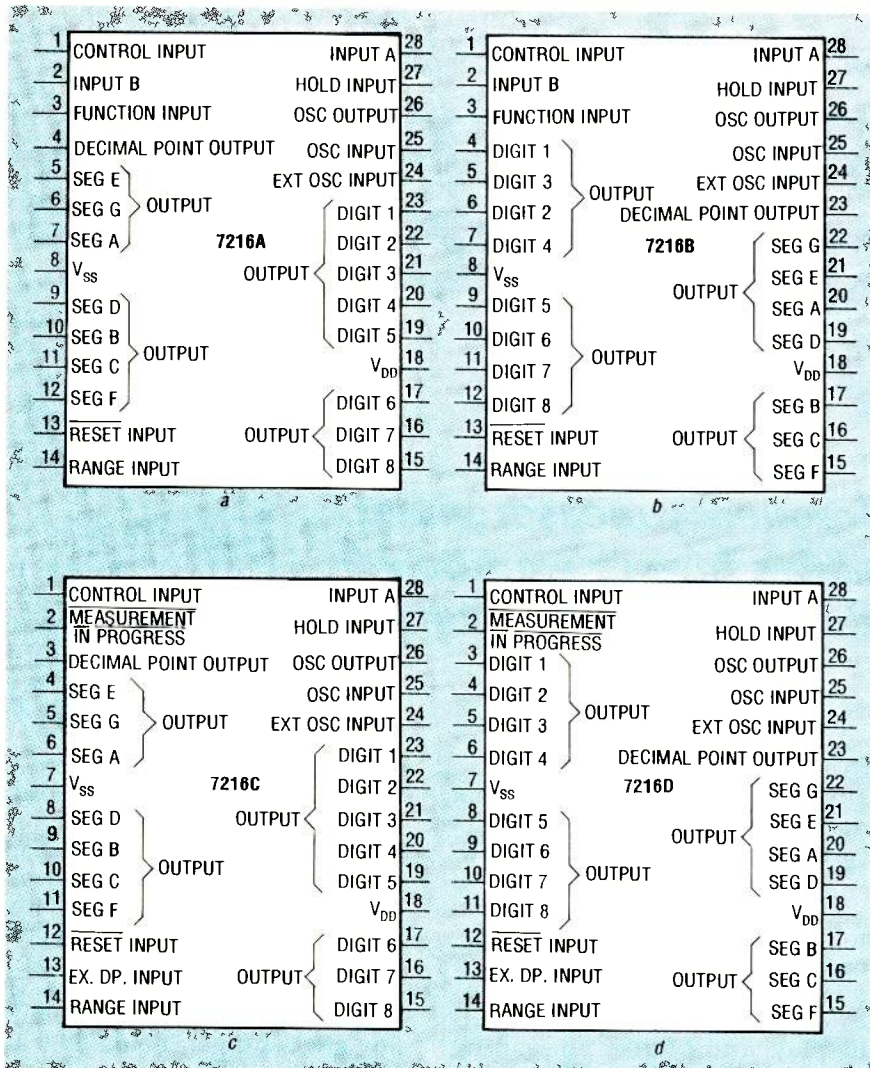 1 CONTROL INPUT INPUT A 28
2 INPUT B HOLD INPUT 27
3 FUNCTION INPUT OSC OUTPUT 26
4 DECIMAL POINT OUTPUT OSC INPUT 25
5 SEG E EXT OSC INPUT 24
6 SEG G OUTPUT DIGIT 1 23
7 SEG A 7216A DIGIT 2 22
8 VSS OUTPUT DIGIT 3 21
9 SEG D DIGIT 4 20
10 SEG B DIGIT 5 19
11 SEG C OUTPUT VDD 18
12 SEG F DIGIT 6 17
13 RESET INPUT OUTPUT DIGIT 7 16
14 RANGE INPUT DIGIT 8 15
a
1 CONTROL INPUT INPUT A 28
2 INPUT B HOLD INPUT 27
3 FUNCTION INPUT OSC OUTPUT 26
4 DIGIT 1 OSC INPUT 25
5 DIGIT 3 OUTPUT EXT OSC INPUT 24
6 DIGIT 2 DECIMAL POINT OUTPUT 23
7 DIGIT 4 7216B SEG G 22
8 VSS SEG E 21
9 DIGIT 5 OUTPUT SEG A 20
10 DIGIT 6 SEG D 19
11 DIGIT 7 OUTPUT VDD 18
12 DIGIT 8 SEG B 17
13 RESET INPUT OUTPUT SEG C 16
14 RANGE INPUT SEG F 15
b
1 CONTROL INPUT INPUT A 28
2 MEASUREMENT IN PROGRESS HOLD INPUT 27
3 DECIMAL POINT OUTPUT OSC OUTPUT 26
4 SEG E OSC INPUT 25
5 SEG G OUTPUT EXT OSC INPUT 24
6 SEG A DIGIT 1 23
7 VSS 7216C DIGIT 2 22
8 SEG D OUTPUT DIGIT 3 21
9 SEG B DIGIT 4 20
10 SEG C OUTPUT DIGIT 5 19
11 SEG F VDD 18
12 RESET INPUT DIGIT 6 17
13 EX. DP. INPUT OUTPUT DIGIT 7 16
14 RANGE INPUT DIGIT 8 15
c
1 CONTROL INPUT INPUT A 28
2 MEASUREMENT IN PROGRESS HOLD INPUT 27
3 DIGIT 1 OSC OUTPUT 26
4 DIGIT 2 OSC INPUT 25
5 DIGIT 3 OUTPUT EXT OSC INPUT 24
6 DIGIT 4 DECIMAL POINT OUTPUT 23
7 VSS 7216D SEG G 22
8 DIGIT 5 SEG E 21
9 DIGIT 6 OUTPUT SEG A 20
10 DIGIT 7 OUTPUT SEG D 19
11 DIGIT 8 VDD 18
12 RESET INPUT SEG B 17
13 EX. DP. INPUT OUTPUT SEG C 16
14 RANGE INPUT SEG F 15
d